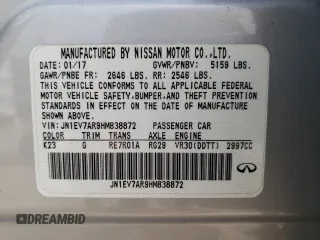 MANUFACTURED BY NISSAN MOTOR CO.,LTD.
DATE: 01/17 GVWR/PNBV: 5159 LBS.
GAWR/PNBE FR: 2646 LBS. RR: 2546 LBS.
THIS VEHICLE CONFORMS TO ALL APPLICABLE
FEDERAL MOTOR VEHICLE SAFETY,BUMPER,AND THEFT
PREVENTION STANDARDS IN EFFECT ON THE DATE OF
MANUFACTURE SHOWN ABOVE.
VIN: JN1EV7AR9HM838872 PASSENGER CAR
COLOR TRIM TRANS AXLE ENGINE
K23 G RE7R01A RG29 VR30(DDTT) 2997CC
JN1EV7AR9HM838872
DREAMBID